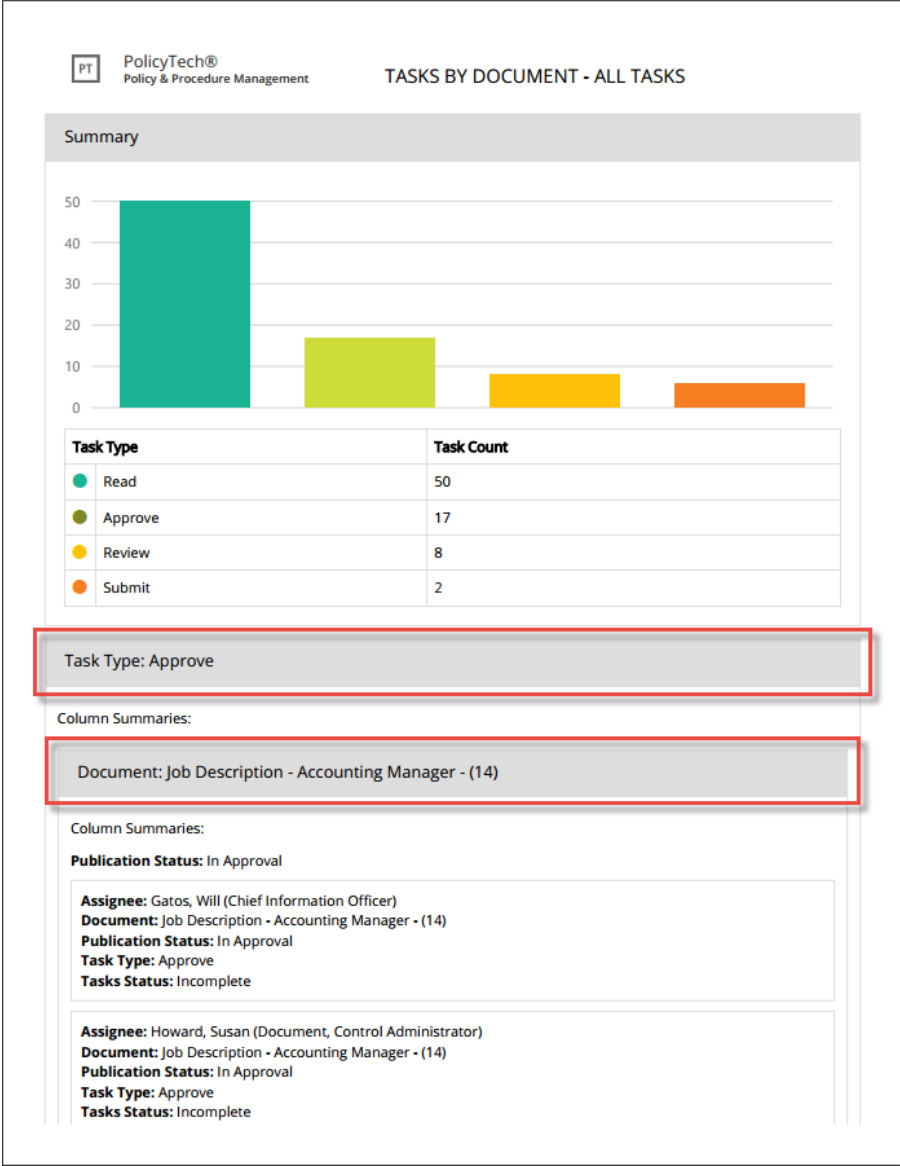 PT
PolicyTech®
Policy & Procedure Management
TASKS BY DOCUMENT - ALL TASKS
Summary
50
40
30
20
10
0
Task Type Task Count
Read 50
Approve 17
Review 8
Submit 2
Task Type: Approve
Column Summaries:
Document: Job Description - Accounting Manager - (14)
Column Summaries:
Publication Status: In Approval
Assignee: Gatos, Will (Chief Information Officer)
Document: Job Description - Accounting Manager - (14)
Publication Status: In Approval
Task Type: Approve
Tasks Status: Incomplete
Assignee: Howard, Susan (Document, Control Administrator)
Document: Job Description - Accounting Manager - (14)
Publication Status: In Approval
Task Type: Approve
Tasks Status: Incomplete